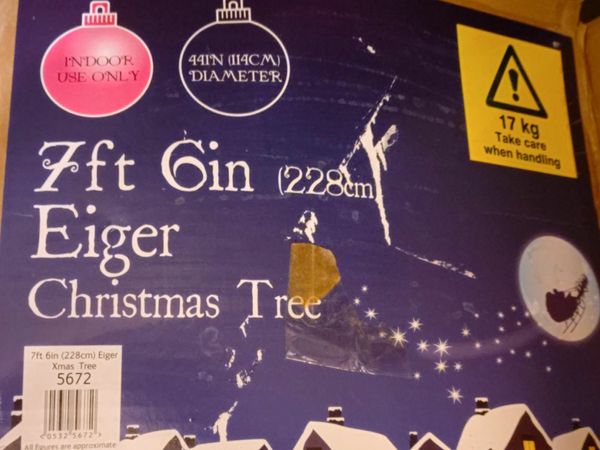 INDOOR
USE ONLY
44IN (114CM)
DIAMETER
17 kg
Take care
when handling
7ft 6in (228cm)
Eiger
Christmas Tree
7ft 6in (228cm) Eiger
Xmas Tree
5672
<05325672>
All figures are approximate